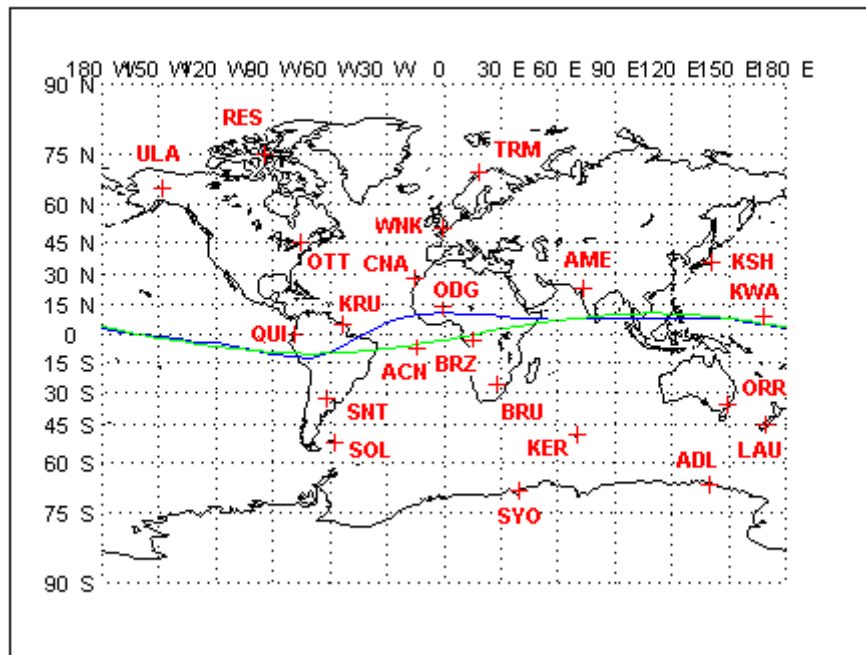 180 W150 W120 W90 W60 W30 W 0 30 E 60 E 90 E120 E150 E180 E
90 N
RES
ULA
75 N
TRM
60 N
WNK
45 N
OTT
CNA
AME
KSH
30 N
ODG
KWA
KRU
15 N
QUI
0
15 S
ACN
BRZ
30 S
SNT
BRU
ORR
45 S
SOL
KER
LAU
60 S
ADL
75 S
SYO
90 S